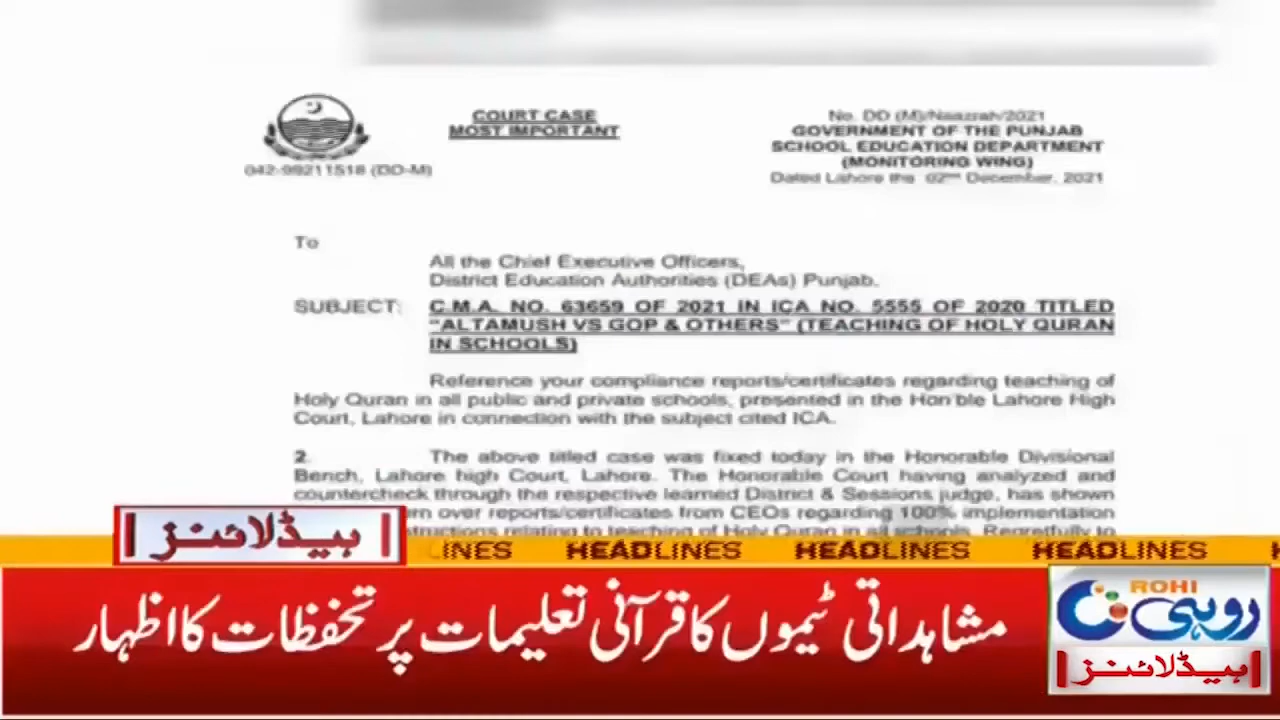 COURT CASE
MOST IMPORTANT
No. DD (M)/Naazrah/2021
GOVERNMENT OF THE PUNJAB
SCHOOL EDUCATION DEPARTMENT
(MONITORING WING)
Dated Lahore the 02ND December, 2021
042-99211518 (DD-M)
To
All the Chief Executive Officers,
District Education Authorities (DEAs) Punjab.
SUBJECT: C.M.A. NO. 63659 OF 2021 IN ICA NO. 5555 OF 2020 TITLED
"ALTAMUSH VS GOP & OTHERS" (TEACHING OF HOLY QURAN
IN SCHOOLS)
Reference your compliance reports/certificates regarding teaching of
Holy Quran in all public and private schools, presented in the Hon'ble Lahore High
Court, Lahore in connection with the subject cited ICA.
2. The above titled case was fixed today in the Honorable Divisional
Bench, Lahore high Court, Lahore. The Honorable Court having analyzed and
countercheck through the respective learned District & Sessions judge, has shown
over reports/certificates from CEOs regarding 100% implementation
relating to teaching of Holy Quran in all schools. Regretfully to
ہیڈلائنز
LINES HEADLINES HEADLINES HEADLINES
مشاہداتی ٹیموں کا قرآنی تعلیمات پر تحفظات کا اظہار
ROHI
روہی
ہیڈلائنز